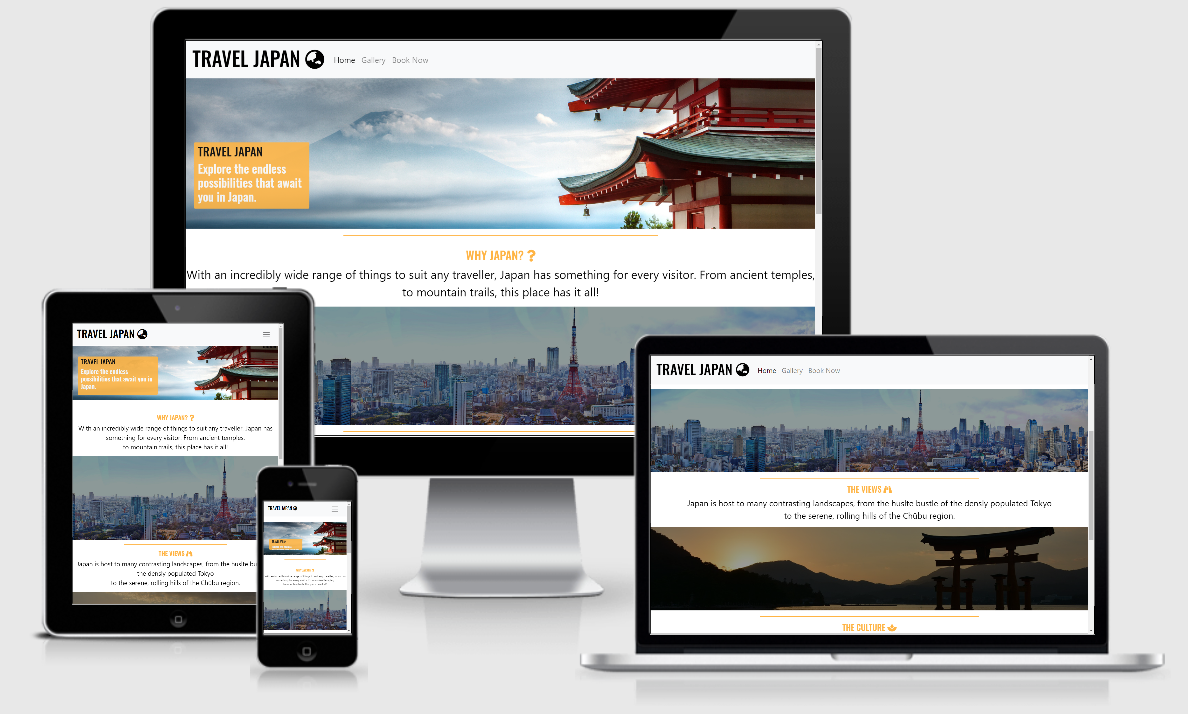 TRAVEL JAPAN
Home Gallery Book Now
TRAVEL JAPAN
Explore the endless
possibilities that await
you in Japan.
WHY JAPAN?
With an incredibly wide range of things to suit any traveller, Japan has something for every visitor. From ancient temples,
to mountain trails, this place has it all!
TRAVEL JAPAN
TRAVEL JAPAN
Explore the endless
possibilities that await you in
Japan.
WHY JAPAN?
With an incredibly wide range of things to suit any traveller, Japan has
something for every visitor. From ancient temples,
to mountain trails, this place has it all!
THE VIEWS
Japan is host to many contrasting landscapes, from the huslte bu
the densly populated Tokyo
to the serene, rolling hills of the Chūbu region.
TRAVEL JAPAN
TRAVEL JAPAN
Home Gallery Book Now
THE VIEWS
Japan is host to many contrasting landscapes, from the huslte bustle of the densly populated Tokyo
to the serene, rolling hills of the Chūbu region.
THE CULTURE